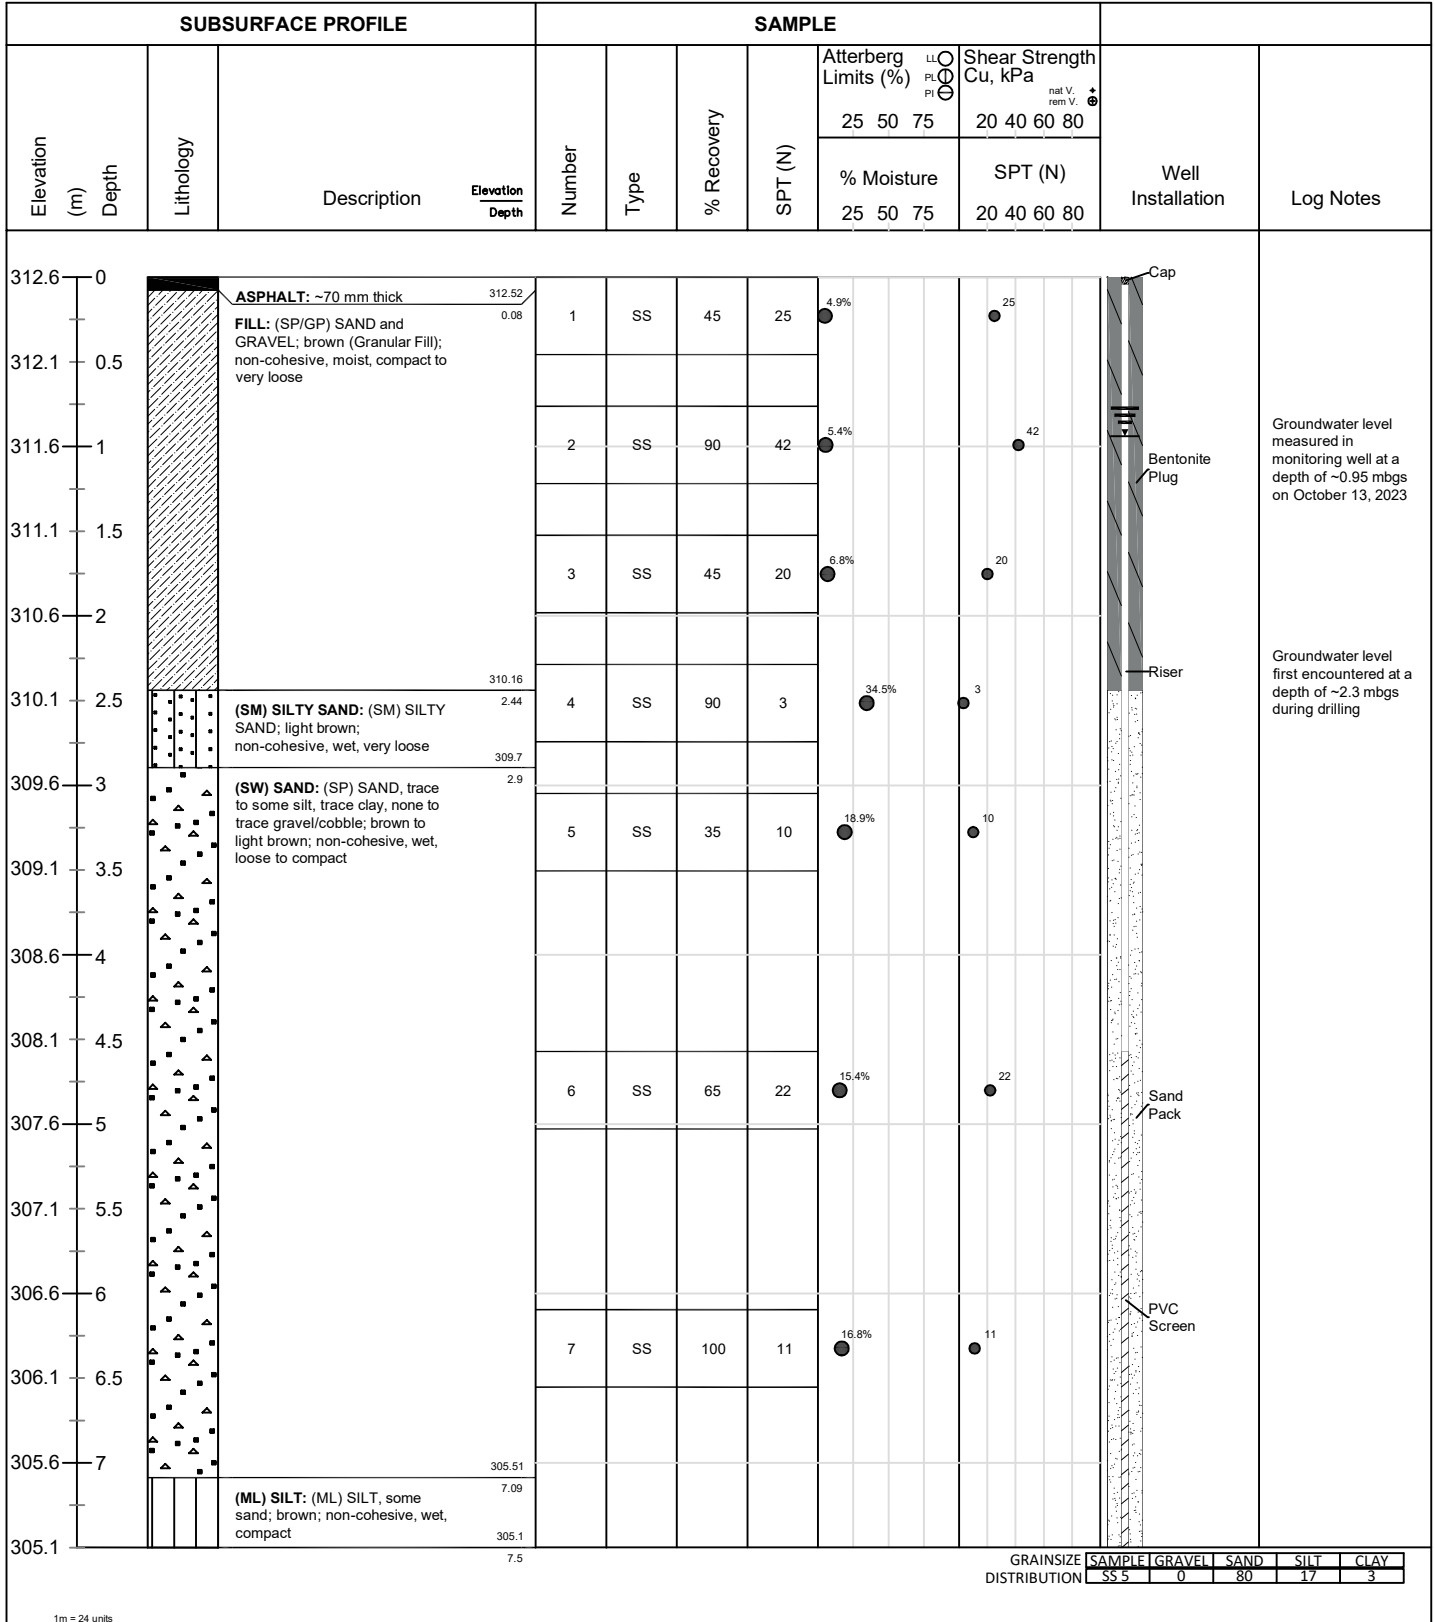 SUBSURFACE PROFILE
SAMPLE
Elevation
(m)
Depth
Lithology
Description
Elevation
Depth
Number
Type
% Recovery
SPT (N)
Atterberg
Limits (%)
LL
PL
PI
25 50 75
% Moisture
25 50 75
Shear Strength
Cu, kPa
nat V.
rem V.
20 40 60 80
SPT (N)
20 40 60 80
Well
Installation
Log Notes
312.6 0
312.1 0.5
311.6 1
311.1 1.5
310.6 2
310.1 2.5
309.6 3
309.1 3.5
308.6 4
308.1 4.5
307.6 5
307.1 5.5
306.6 6
306.1 6.5
305.6 7
305.1
ASPHALT: ~70 mm thick
312.52
0.08
FILL: (SP/GP) SAND and
GRAVEL; brown (Granular Fill);
non-cohesive, moist, compact to
very loose
310.16
2.44
(SM) SILTY SAND: (SM) SILTY
SAND; light brown;
non-cohesive, wet, very loose
309.7
2.9
(SW) SAND: (SP) SAND, trace
to some silt, trace clay, none to
trace gravel/cobble; brown to
light brown; non-cohesive, wet,
loose to compact
305.51
7.09
(ML) SILT: (ML) SILT, some
sand; brown; non-cohesive, wet,
compact
305.1
7.5
1 SS 45 25 4.9% 25
2 SS 90 42 5.4% 42
3 SS 45 20 6.8% 20
4 SS 90 3 34.5% 3
5 SS 35 10 18.9% 10
6 SS 65 22 15.4% 22
7 SS 100 11 16.8% 11
Cap
Bentonite
Plug
Riser
Sand
Pack
PVC
Screen
Groundwater level
measured in
monitoring well at a
depth of ~0.95 mbgs
on October 13, 2023
Groundwater level
first encountered at a
depth of ~2.3 mbgs
during drilling
GRAINSIZE
DISTRIBUTION
SAMPLE GRAVEL SAND SILT CLAY
SS 5 0 80 17 3
1m = 24 units